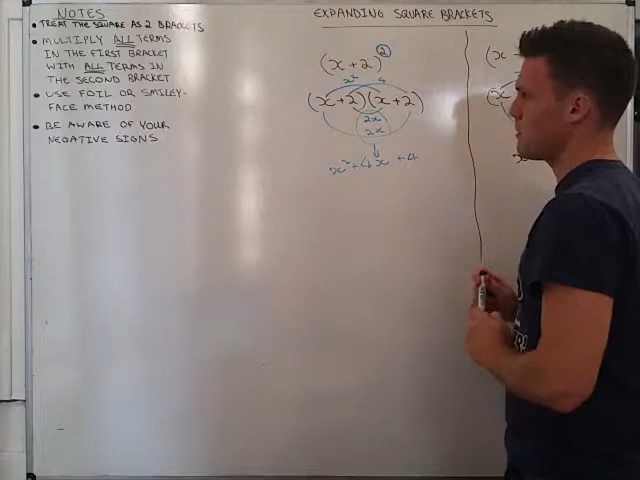 NOTES
• TREAT THE SQUARE AS 2 BRACKETS
• MULTIPLY ALL TERMS
IN THE FIRST BRACKET
WITH ALL TERMS IN
THE SECOND BRACKET
• USE FOIL OR SMILEY-
FACE METHOD
• BE AWARE OF YOUR
NEGATIVE SIGNS
EXPANDING SQUARE BRACKETS
(x+2)²
x² 4
(x+2)(x+2)
2x
2x
x²+4x+4
(x
(x
x